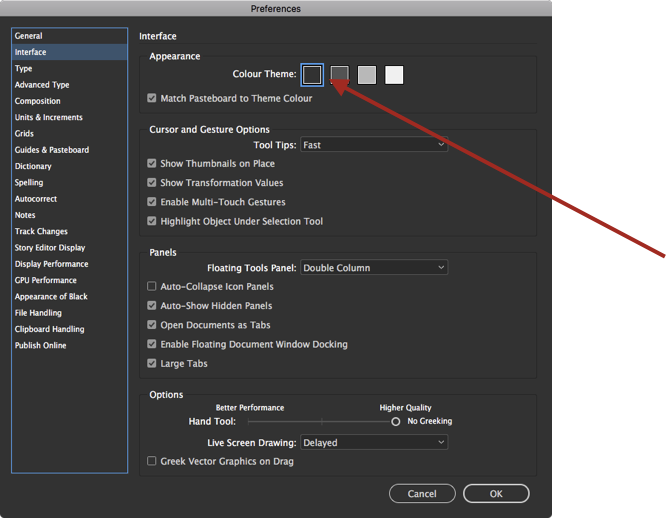 Preferences
General
Interface
Type
Advanced Type
Composition
Units & Increments
Grids
Guides & Pasteboard
Dictionary
Spelling
Autocorrect
Notes
Track Changes
Story Editor Display
Display Performance
GPU Performance
Appearance of Black
File Handling
Clipboard Handling
Publish Online
Interface
Appearance
Colour Theme:
Match Pasteboard to Theme Colour
Cursor and Gesture Options
Tool Tips: Fast
Show Thumbnails on Place
Show Transformation Values
Enable Multi-Touch Gestures
Highlight Object Under Selection Tool
Panels
Floating Tools Panel: Double Column
Auto-Collapse Icon Panels
Auto-Show Hidden Panels
Open Documents as Tabs
Enable Floating Document Window Docking
Large Tabs
Options
Better Performance Higher Quality
Hand Tool: No Greeking
Live Screen Drawing: Delayed
Greek Vector Graphics on Drag
Cancel OK